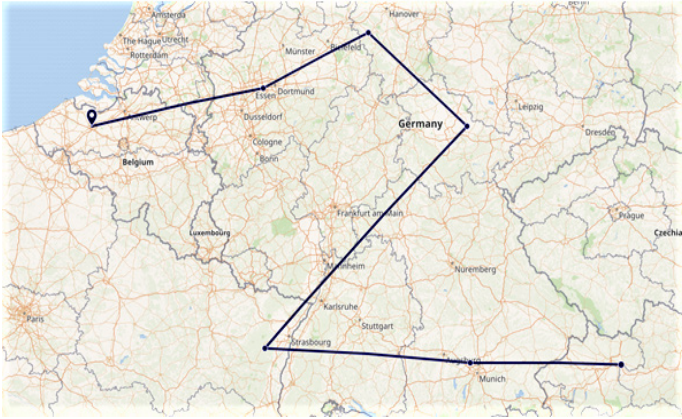 Amsterda
Hanover
The Hague
Utrecht
Rotterdam
Münster
Bielefeld
Essen
Dortmund
Leipzig
Antwerp
Dusseldorf
Germany
Dresden
Cologne
Belgium
Bonn
Frankfurt am Main
Prague
Luxembourg
Czechia
Mannheim
Nuremberg
Karlsruhe
Paris
Stuttgart
Strasbourg
Augsburg
Munich